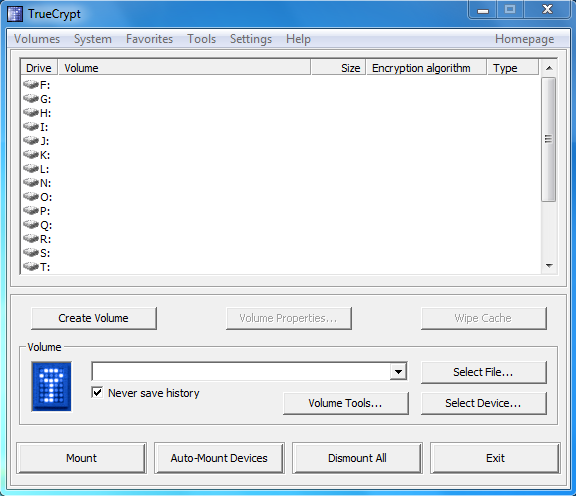 TrueCrypt
Volumes System Favorites Tools Settings Help Homepage
Drive Volume Size Encryption algorithm Type
F:
G:
H:
I:
J:
K:
L:
N:
O:
P:
Q:
R:
S:
T:
Create Volume Volume Properties... Wipe Cache
Volume
Select File...
Never save history
Volume Tools... Select Device...
Mount Auto-Mount Devices Dismount All Exit